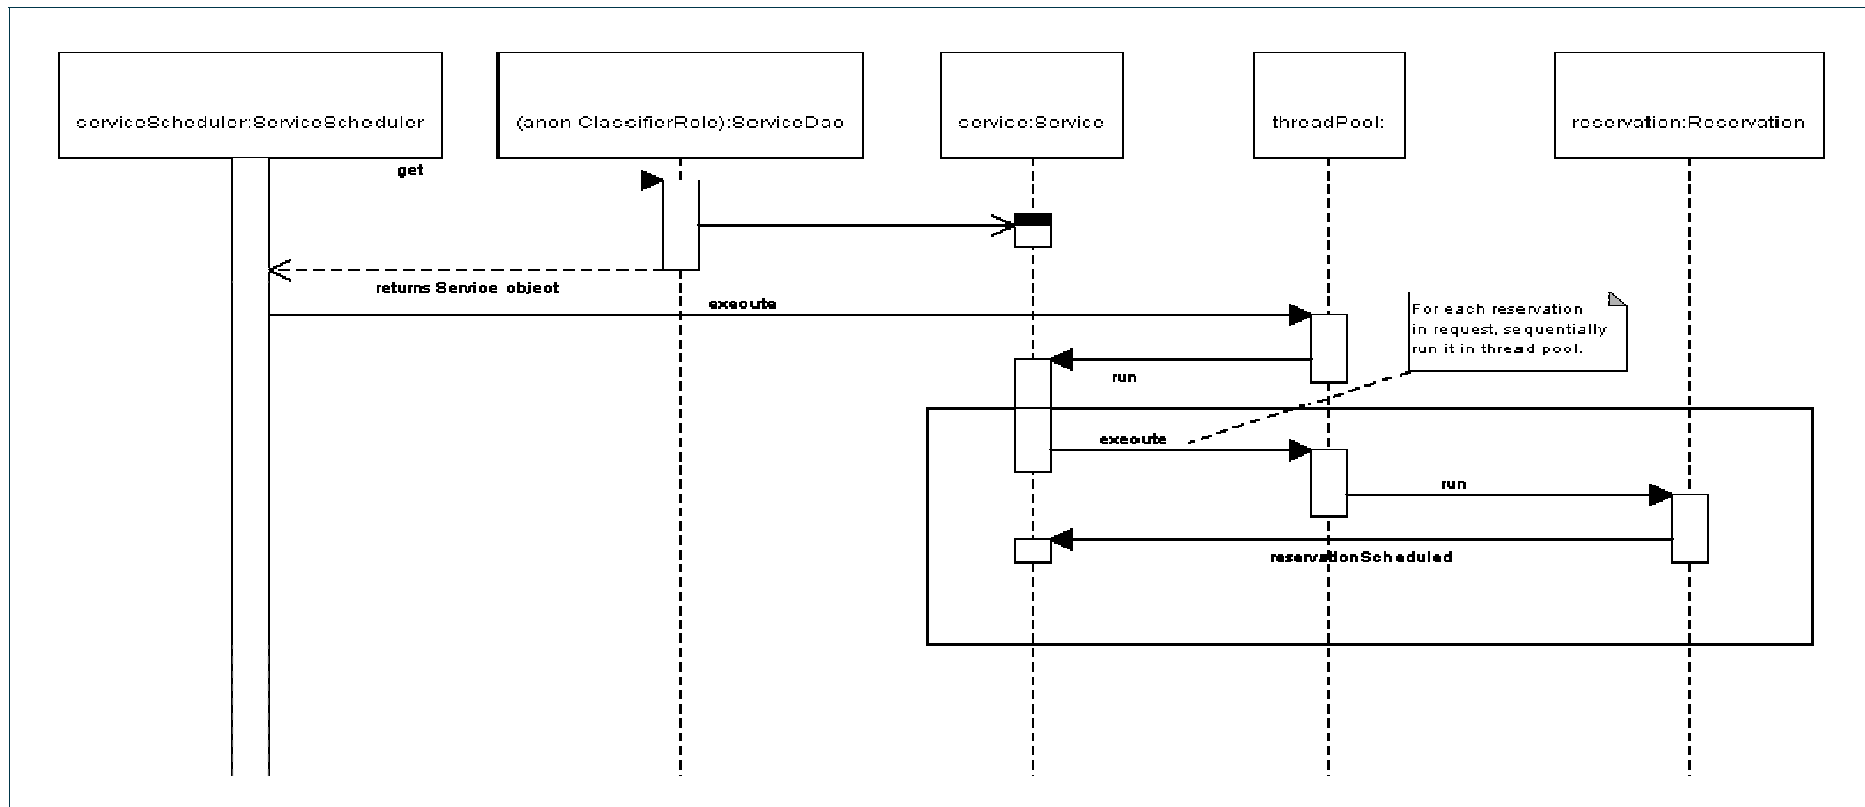 serviceScheduler:ServiceScheduler
(anon ClassifierRole):ServiceDao
service:Service
threadPool:
reservation:Reservation
get
returns Service object
execute
For each reservation
in request, sequentially
run it in thread pool.
run
execute
run
reservationScheduled